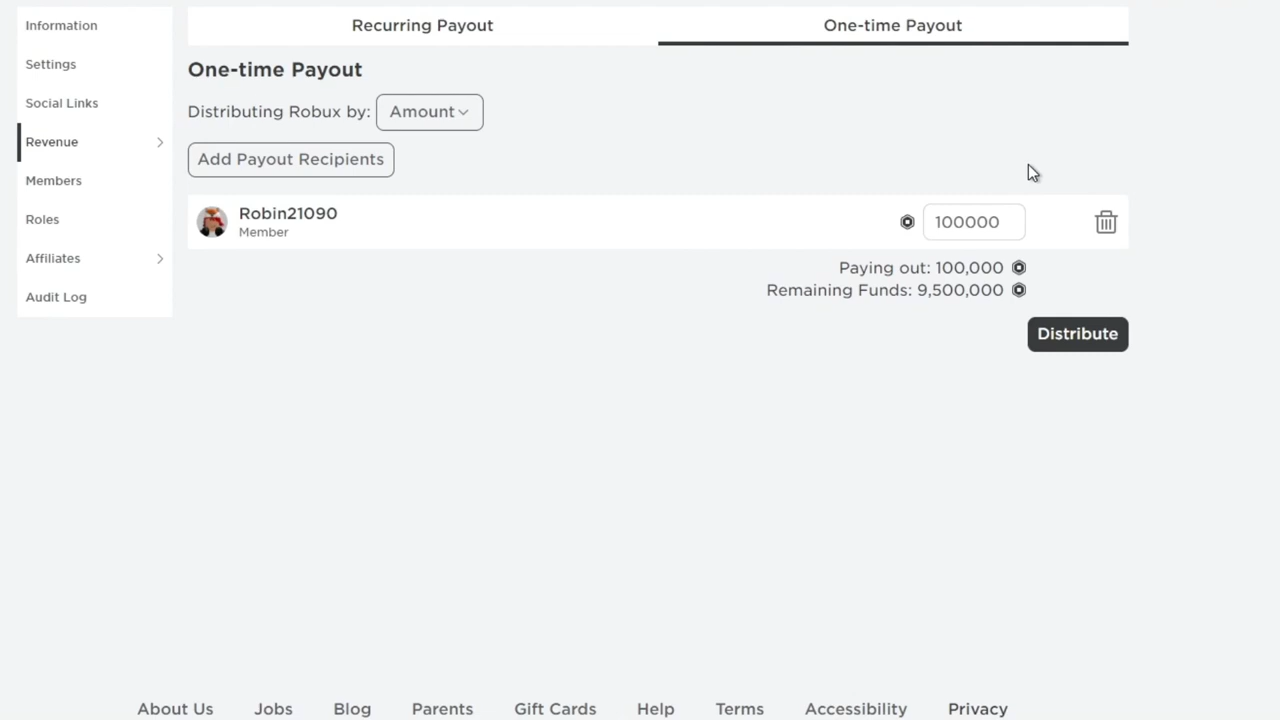 Information
Settings
Social Links
Revenue
Members
Roles
Affiliates
Audit Log
Recurring Payout
One-time Payout
One-time Payout
Distributing Robux by: Amount
Add Payout Recipients
Robin21090
Member
100000
Paying out: 100,000
Remaining Funds: 9,500,000
Distribute
About Us Jobs Blog Parents Gift Cards Help Terms Accessibility Privacy